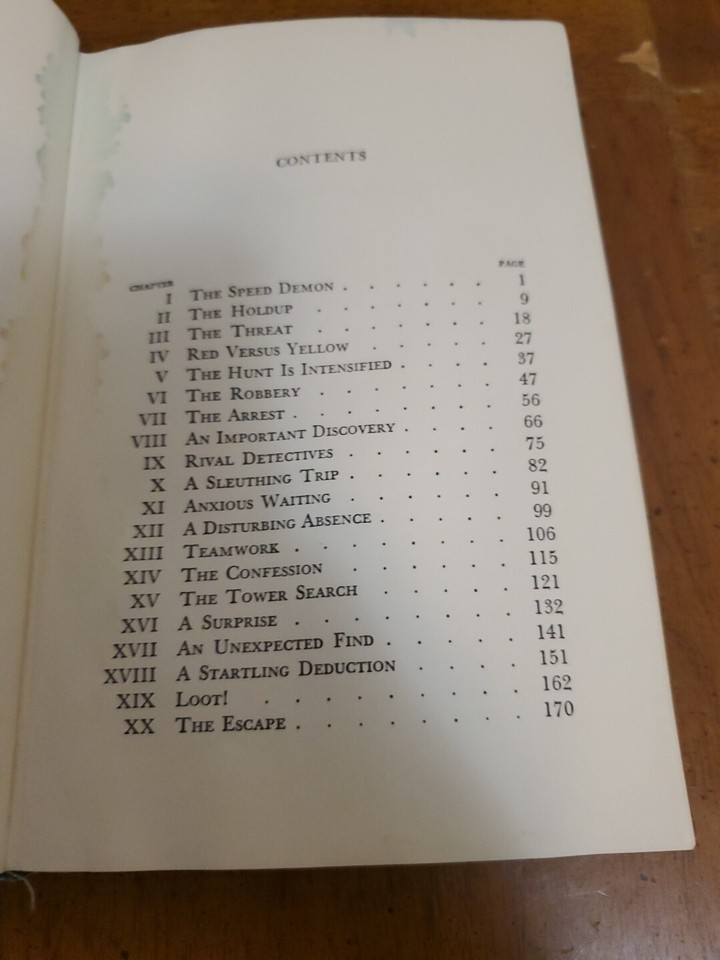 CONTENTS
CHAPTER PAGE
I THE SPEED DEMON . . . . . . 1
II THE HOLDUP . . . . . . 9
III THE THREAT . . . . . . 18
IV RED VERSUS YELLOW . . . . . 27
V THE HUNT IS INTENSIFIED . . . . 37
VI THE ROBBERY . . . . . . 47
VII THE ARREST . . . . . . . 56
VIII AN IMPORTANT DISCOVERY . . . . 66
IX RIVAL DETECTIVES . . . . . 75
X A SLEUTHING TRIP . . . . . . 82
XI ANXIOUS WAITING . . . . . 91
XII A DISTURBING ABSENCE . . . . . 99
XIII TEAMWORK . . . . . . . 106
XIV THE CONFESSION . . . . . 115
XV THE TOWER SEARCH . . . . . 121
XVI A SURPRISE . . . . . . . 132
XVII AN UNEXPECTED FIND . . . . . 141
XVIII A STARTLING DEDUCTION . . . . 151
XIX LOOT! . . . . . . . 162
XX THE ESCAPE . . . . . . . 170